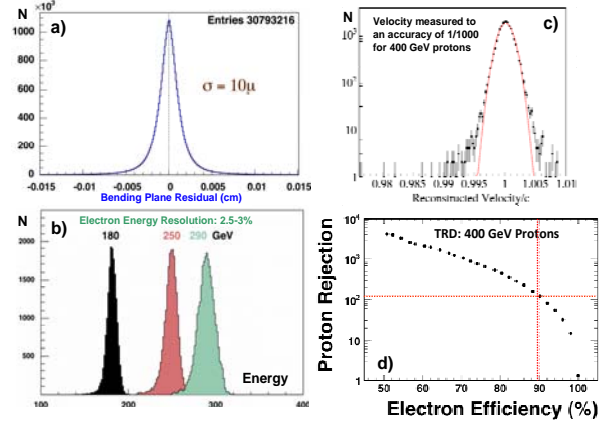 N
×10³
a)
Entries 30793216
1000
800
600
400
200
0
σ = 10μ
-0.015
-0.01
-0.005
0
0.005
0.01
0.015
Bending Plane Residual (cm)
N
c)
Velocity measured to
an accuracy of 1/1000
for 400 GeV protons
10³
10²
10
1
0.98
0.985
0.99
0.995
1
1.005
1.01
Reconstructed Velocity/c
b)
Electron Energy Resolution: 2.5-3%
N
180
250
290
GeV
2000
1500
1000
500
Energy
100
200
300
400
TRD: 400 GeV Protons
Proton Rejection
10⁴
10³
10²
10
1
d)
50
60
70
80
90
100
Electron Efficiency (%)